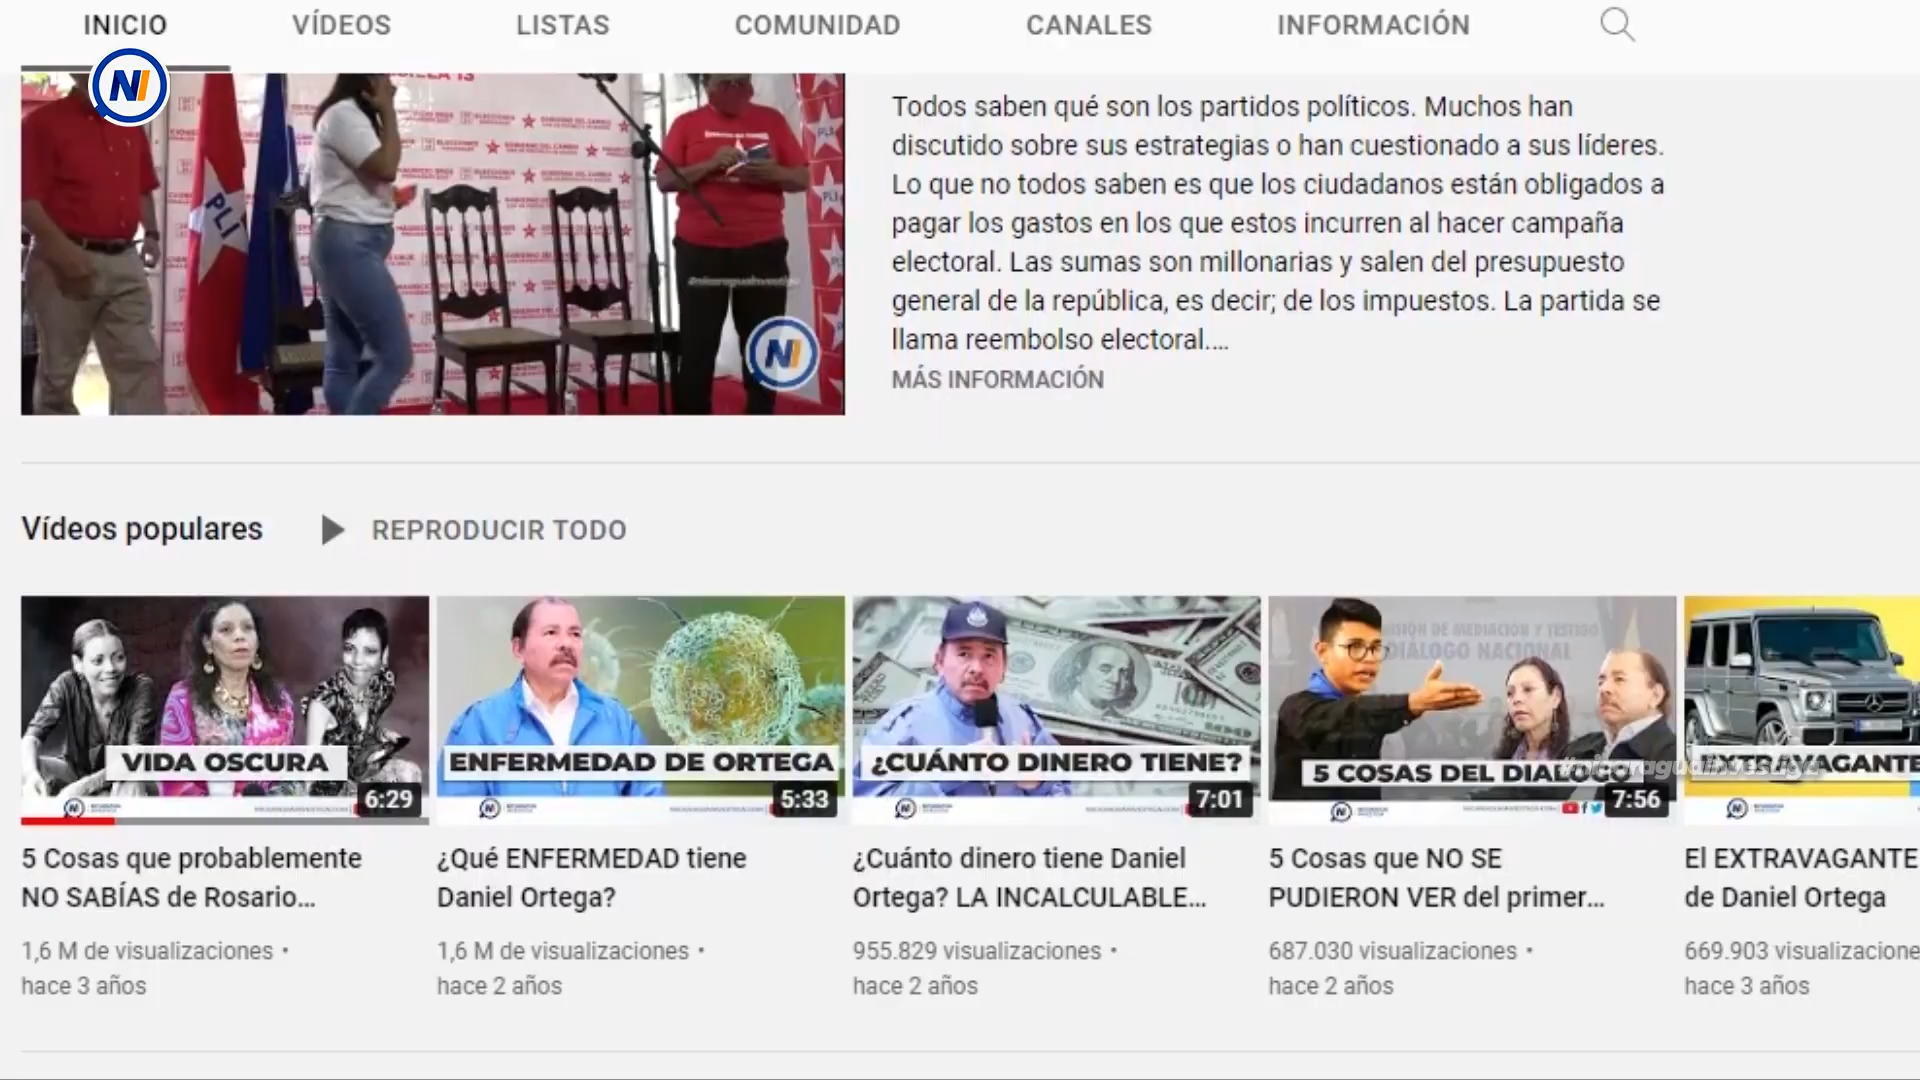 INICIO
VÍDEOS
LISTAS
COMUNIDAD
CANALES
INFORMACIÓN
NI
PLI
NI
Todos saben qué son los partidos políticos. Muchos han
discutido sobre sus estrategias o han cuestionado a sus líderes.
Lo que no todos saben es que los ciudadanos están obligados a
pagar los gastos en los que estos incurren al hacer campaña
electoral. Las sumas son millonarias y salen del presupuesto
general de la república, es decir; de los impuestos. La partida se
llama reembolso electoral....
MÁS INFORMACIÓN
Vídeos populares
REPRODUCIR TODO
VIDA OSCURA
6:29
ENFERMEDAD DE ORTEGA
5:33
¿CUÁNTO DINERO TIENE?
7:01
DIÁLOGO NACIONAL
5 COSAS DEL DIALOGO
7:56
#nicaraguainvestiga
5 Cosas que probablemente
NO SABÍAS de Rosario...
1,6 M de visualizaciones •
hace 3 años
¿Qué ENFERMEDAD tiene
Daniel Ortega?
1,6 M de visualizaciones •
hace 2 años
¿Cuánto dinero tiene Daniel
Ortega? LA INCALCULABLE...
955.829 visualizaciones •
hace 2 años
5 Cosas que NO SE
PUDIERON VER del primer...
687.030 visualizaciones •
hace 2 años
El EXTRAVAGANTE
de Daniel Ortega
669.903 visualizacione
hace 3 años